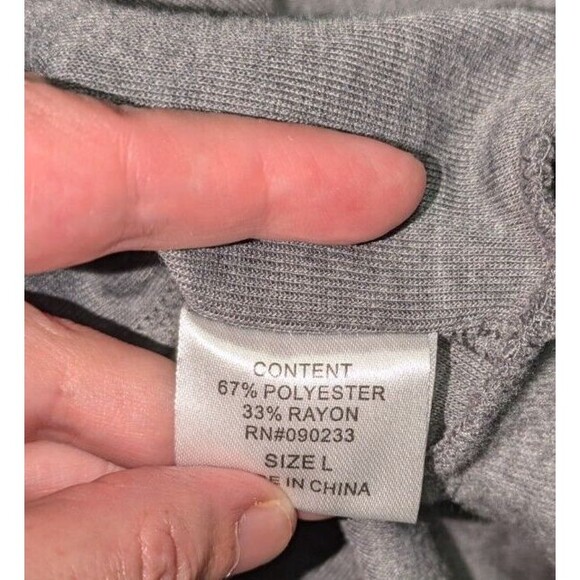 CONTENT
67% POLYESTER
33% RAYON
RN#090233
SIZE L
E IN CHINA